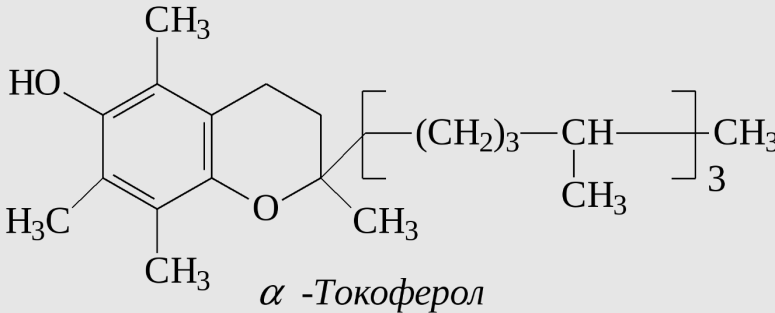 CH₃
HO
(CH₂)₃ CH CH₃
3
CH₃
H₃C O CH₃
CH₃
α -Токоферол